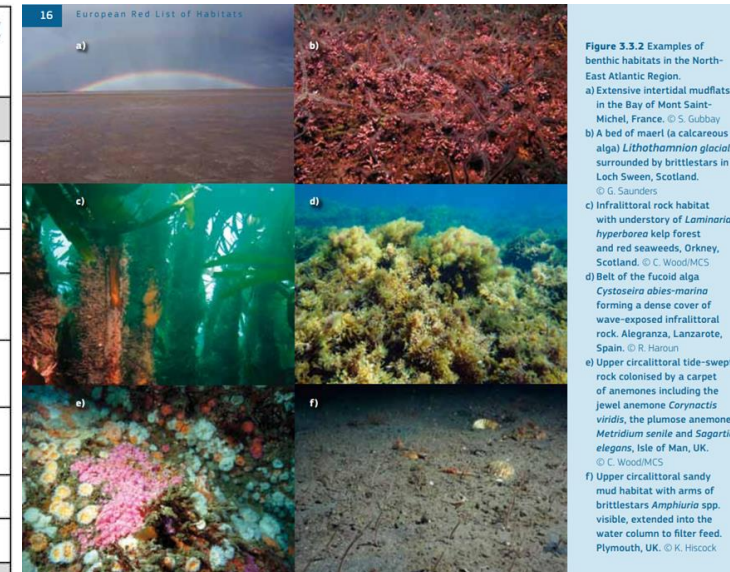 16 European Red List of Habitats
a)
b)
c)
d)
e)
f)
Figure 3.3.2 Examples of
benthic habitats in the North-
East Atlantic Region.
a) Extensive intertidal mudflats
in the Bay of Mont Saint-
Michel, France. © S. Gubbay
b) A bed of maerl (a calcareous
alga) Lithothamnion glacial
surrounded by brittlestars in
Loch Sween, Scotland.
© G. Saunders
c) Infralittoral rock habitat
with understory of Laminaria
hyperborea kelp forest
and red seaweeds, Orkney,
Scotland. © C. Wood/MCS
d) Belt of the fucoid alga
Cystoseira abies-marina
forming a dense cover of
wave-exposed infralittoral
rock. Alegranza, Lanzarote,
Spain. © R. Haroun
e) Upper circalittoral tide-swept
rock colonised by a carpet
of anemones including the
jewel anemone Corynactis
viridis, the plumose anemone
Metridium senile and Sagartia
elegans, Isle of Man, UK.
© C. Wood/MCS
f) Upper circalittoral sandy
mud habitat with arms of
brittlestars Amphiuria spp.
visible, extended into the
water column to filter feed.
Plymouth, UK. © K. Hiscock